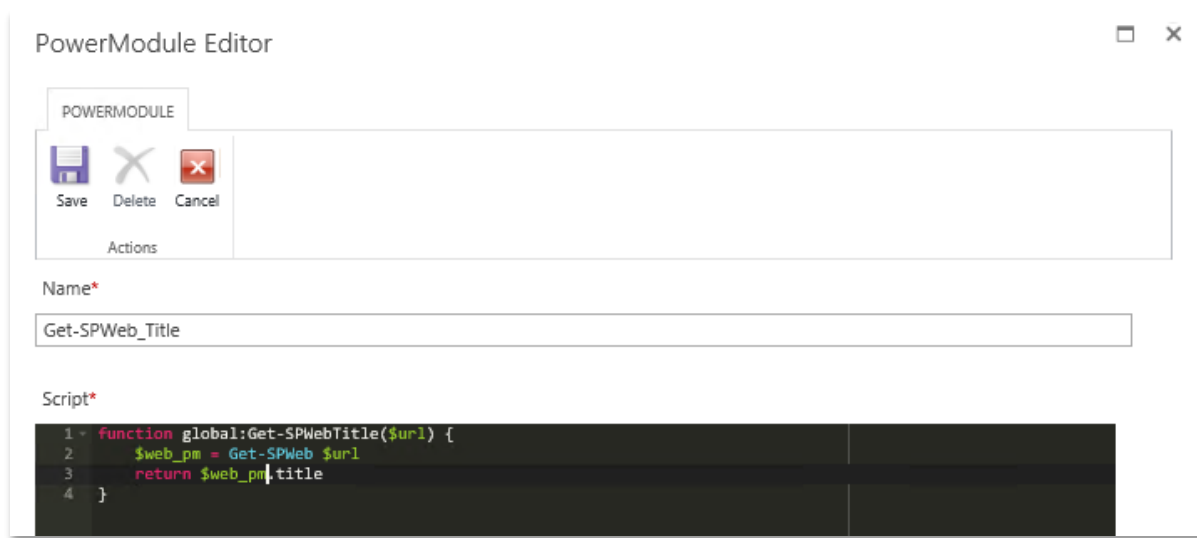 PowerModule Editor
POWERMODULE
Save Delete Cancel
Actions
Name*
Get-SPWeb_Title
Script*
1 function global:Get-SPWebTitle($url) {
2 $web_pm = Get-SPWeb $url
3 return $web_pm.title
4 }